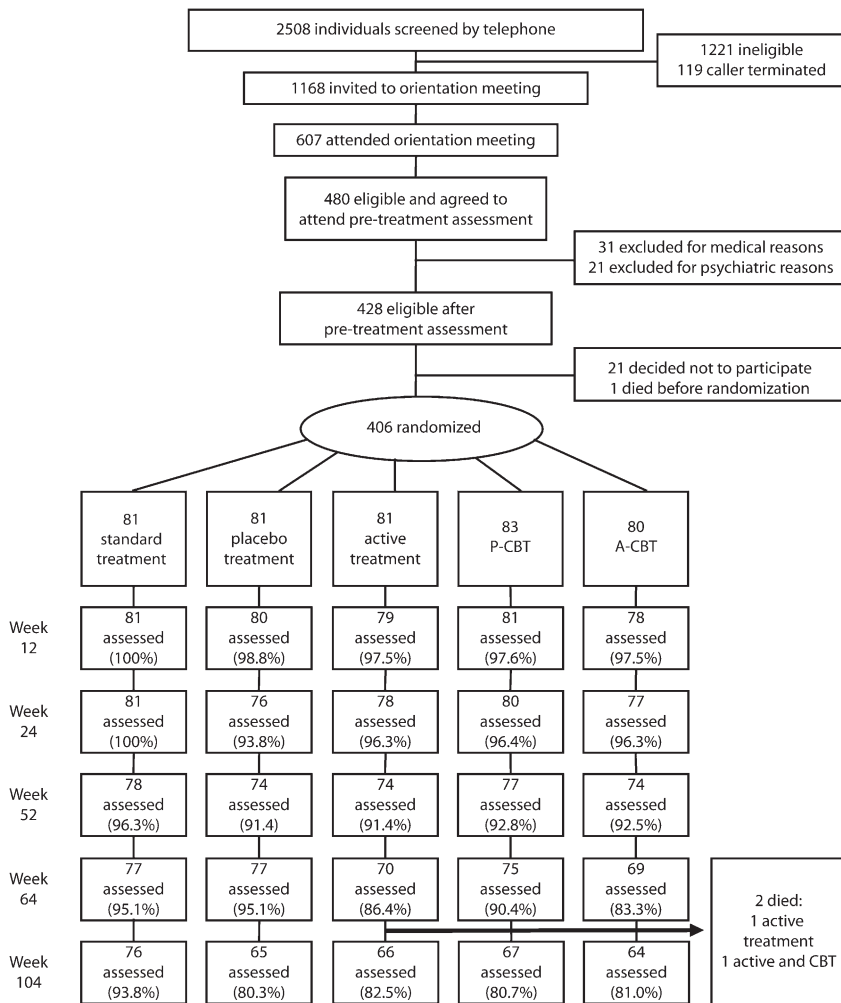 2508 individuals screened by telephone
1221 ineligible
119 caller terminated
1168 invited to orientation meeting
607 attended orientation meeting
480 eligible and agreed to
attend pre-treatment assessment
31 excluded for medical reasons
21 excluded for psychiatric reasons
428 eligible after
pre-treatment assessment
21 decided not to participate
1 died before randomization
406 randomized
81
standard
treatment
81
placebo
treatment
81
active
treatment
83
P-CBT
80
A-CBT
Week
12
81
assessed
(100%)
80
assessed
(98.8%)
79
assessed
(97.5%)
81
assessed
(97.6%)
78
assessed
(97.5%)
Week
24
81
assessed
(100%)
76
assessed
(93.8%)
78
assessed
(96.3%)
80
assessed
(96.4%)
77
assessed
(96.3%)
Week
52
78
assessed
(96.3%)
74
assessed
(91.4)
74
assessed
(91.4%)
77
assessed
(92.8%)
74
assessed
(92.5%)
Week
64
77
assessed
(95.1%)
77
assessed
(95.1%)
70
assessed
(86.4%)
75
assessed
(90.4%)
69
assessed
(83.3%)
Week
104
76
assessed
(93.8%)
65
assessed
(80.3%)
66
assessed
(82.5%)
67
assessed
(80.7%)
64
assessed
(81.0%)
2 died:
1 active
treatment
1 active and CBT